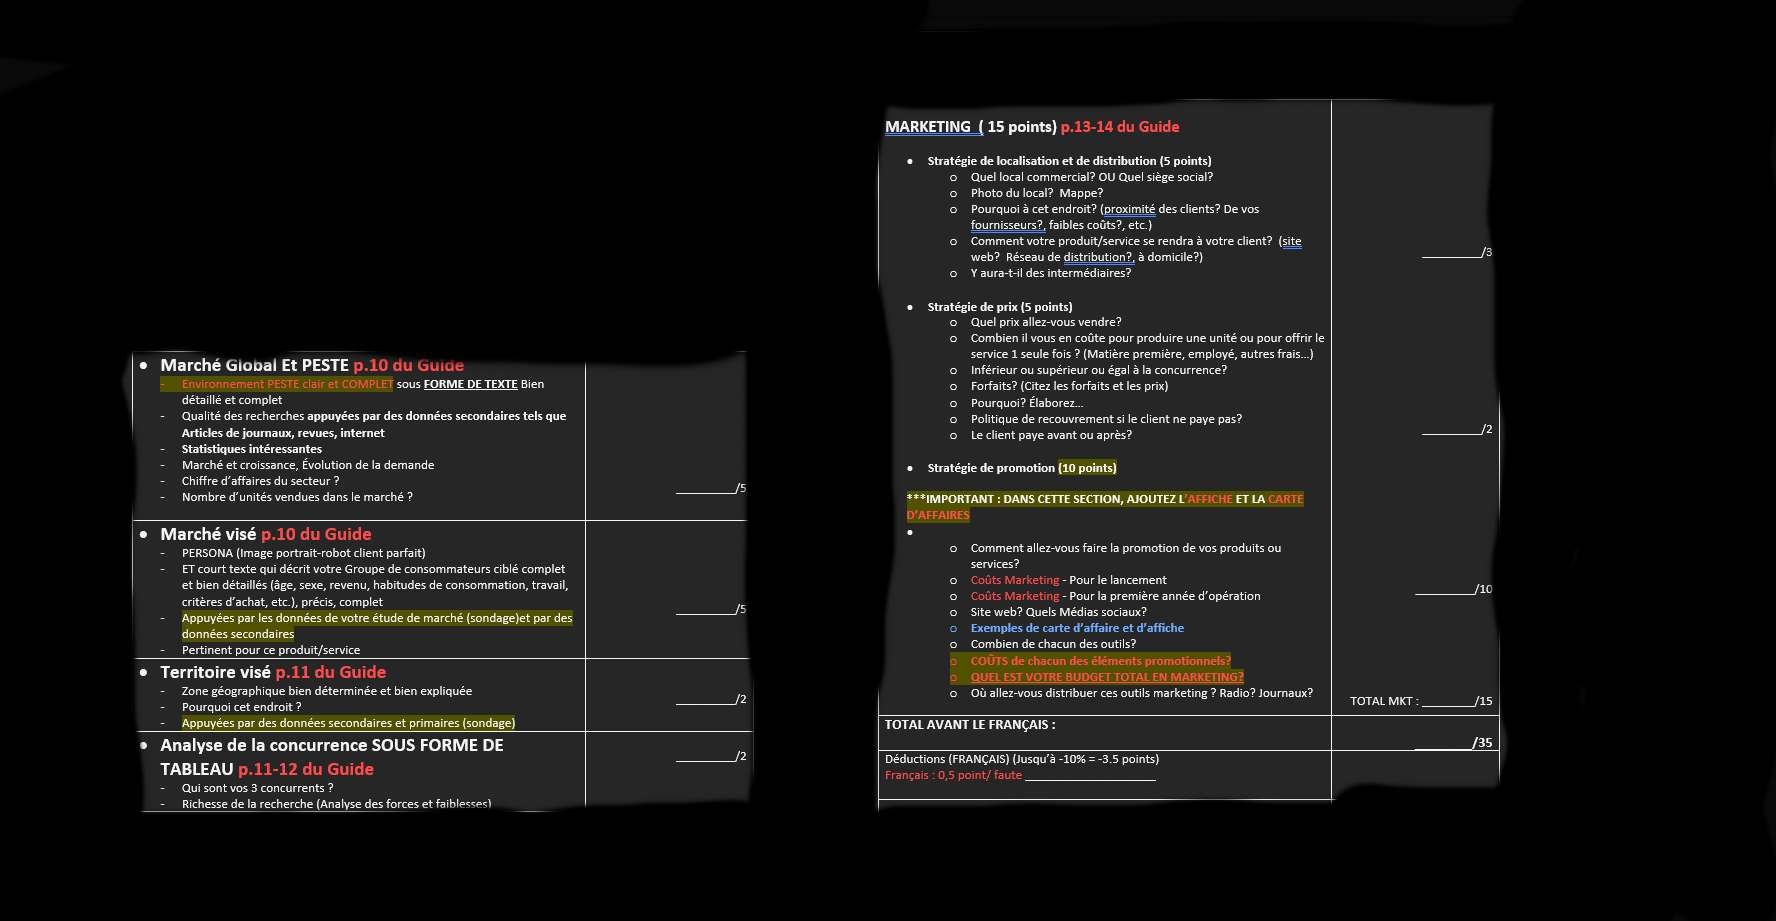 • Marché Global Et PESTE p.10 du Guide
- Environnement PESTE clair et COMPLET sous FORME DE TEXTE Bien
détaillé et complet
- Qualité des recherches appuyées par des données secondaires tels que
Articles de journaux, revues, internet
- Statistiques intéressantes
- Marché et croissance, Évolution de la demande
- Chiffre d’affaires du secteur ?
- Nombre d’unités vendues dans le marché ?
_________/5
• Marché visé p.10 du Guide
- PERSONA (Image portrait-robot client parfait)
- ET court texte qui décrit votre Groupe de consommateurs ciblé complet
et bien détaillés (âge, sexe, revenu, habitudes de consommation, travail,
critères d’achat, etc.), précis, complet
- Appuyées par les données de votre étude de marché (sondage)et par des
données secondaires
- Pertinent pour ce produit/service
_________/5
• Territoire visé p.11 du Guide
- Zone géographique bien déterminée et bien expliquée
- Pourquoi cet endroit ?
- Appuyées par des données secondaires et primaires (sondage)
_________/2
• Analyse de la concurrence SOUS FORME DE
TABLEAU p.11-12 du Guide
- Qui sont vos 3 concurrents ?
- Richesse de la recherche (Analyse des forces et faiblesses)
_________/2
MARKETING ( 15 points) p.13-14 du Guide
• Stratégie de localisation et de distribution (5 points)
o Quel local commercial? OU Quel siège social?
o Photo du local? Mappe?
o Pourquoi à cet endroit? (proximité des clients? De vos
fournisseurs?, faibles coûts?, etc.)
o Comment votre produit/service se rendra à votre client? (site
web? Réseau de distribution?, à domicile?)
o Y aura-t-il des intermédiaires?
_________/3
• Stratégie de prix (5 points)
o Quel prix allez-vous vendre?
o Combien il vous en coûte pour produire une unité ou pour offrir le
service 1 seule fois ? (Matière première, employé, autres frais...)
o Inférieur ou supérieur ou égal à la concurrence?
o Forfaits? (Citez les forfaits et les prix)
o Pourquoi? Élaborez...
o Politique de recouvrement si le client ne paye pas?
o Le client paye avant ou après?
_________/2
• Stratégie de promotion (10 points)
***IMPORTANT : DANS CETTE SECTION, AJOUTEZ L’AFFICHE ET LA CARTE
D’AFFAIRES
•
o Comment allez-vous faire la promotion de vos produits ou
services?
o Coûts Marketing - Pour le lancement
o Coûts Marketing - Pour la première année d’opération
o Site web? Quels Médias sociaux?
o Exemples de carte d’affaire et d’affiche
o Combien de chacun des outils?
o COÛTS de chacun des éléments promotionnels?
o QUEL EST VOTRE BUDGET TOTAL EN MARKETING?
o Où allez-vous distribuer ces outils marketing ? Radio? Journaux?
_________/10
TOTAL MKT : ________/15
TOTAL AVANT LE FRANÇAIS :
________/35
Déductions (FRANÇAIS) (Jusqu’à -10% = -3.5 points)
Français : 0,5 point/ faute ____________________